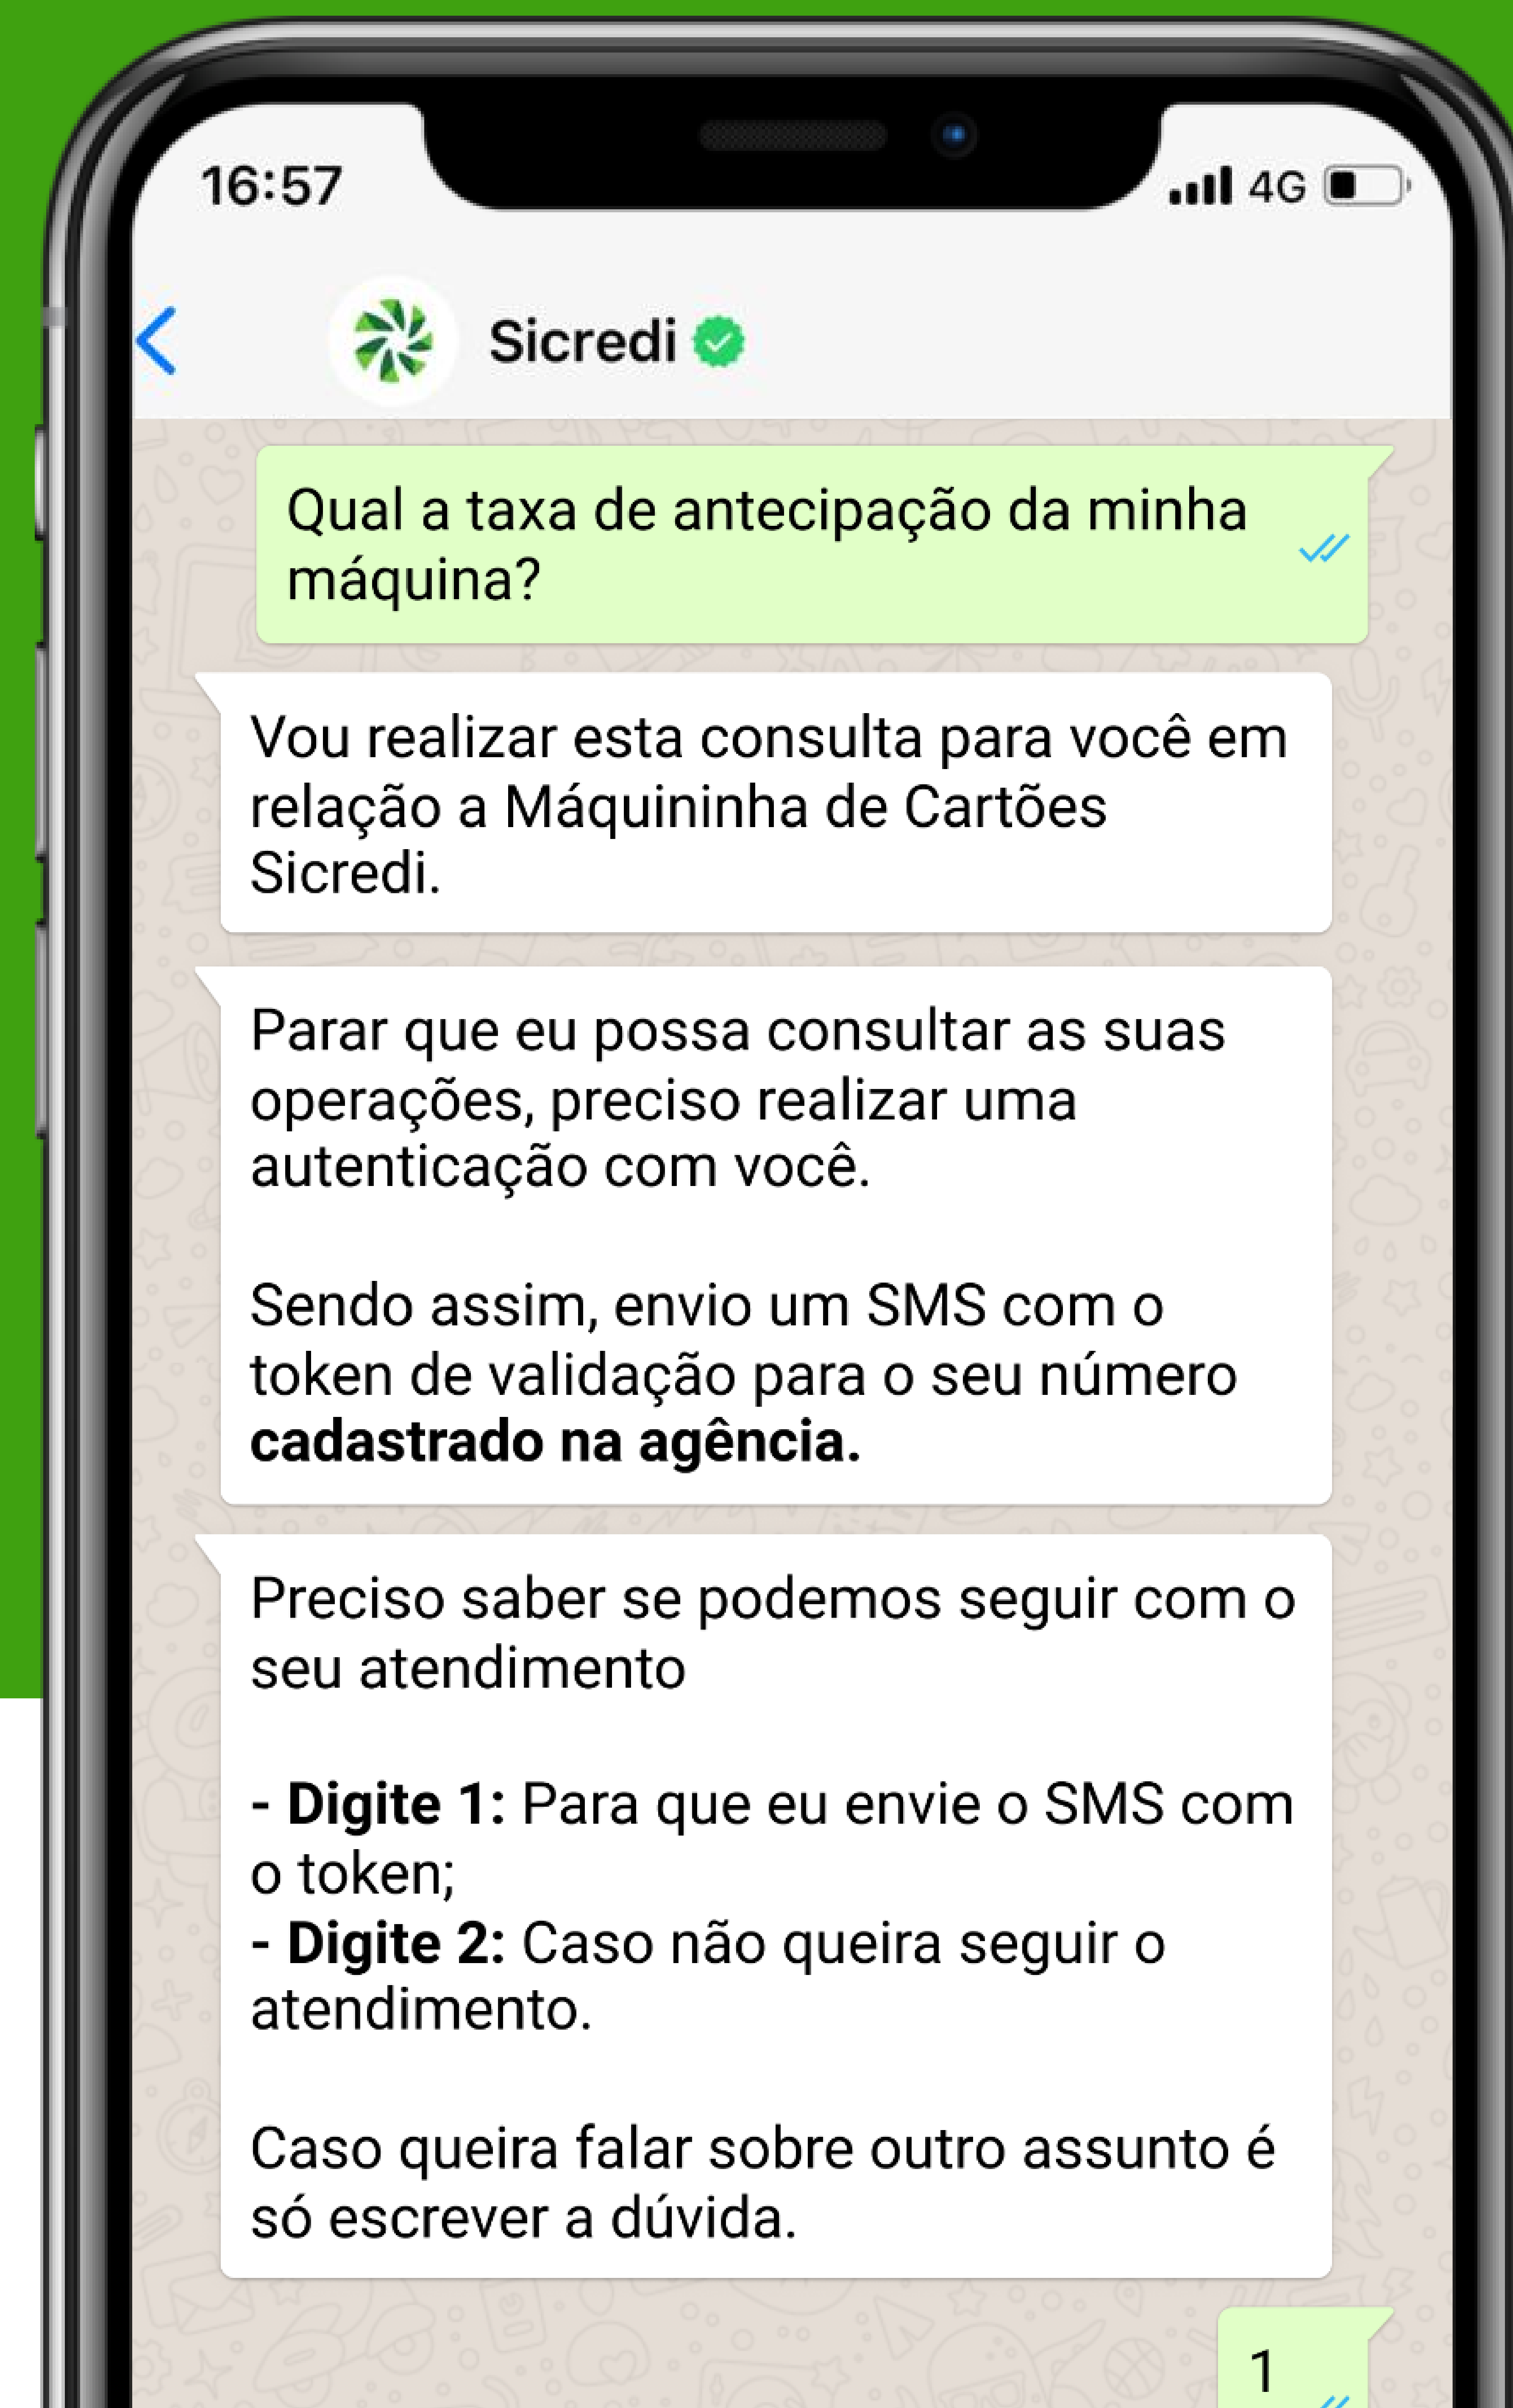 16:57
4G
Sicredi
Qual a taxa de antecipação da minha
máquina?
Vou realizar esta consulta para você em
relação a Máquininha de Cartões
Sicredi.
Parar que eu possa consultar as suas
operações, preciso realizar uma
autenticação com você.
Sendo assim, envio um SMS com o
token de validação para o seu número
cadastrado na agência.
Preciso saber se podemos seguir com o
seu atendimento
- Digite 1: Para que eu envie o SMS com
o token;
- Digite 2: Caso não queira seguir o
atendimento.
Caso queira falar sobre outro assunto é
só escrever a dúvida.
1